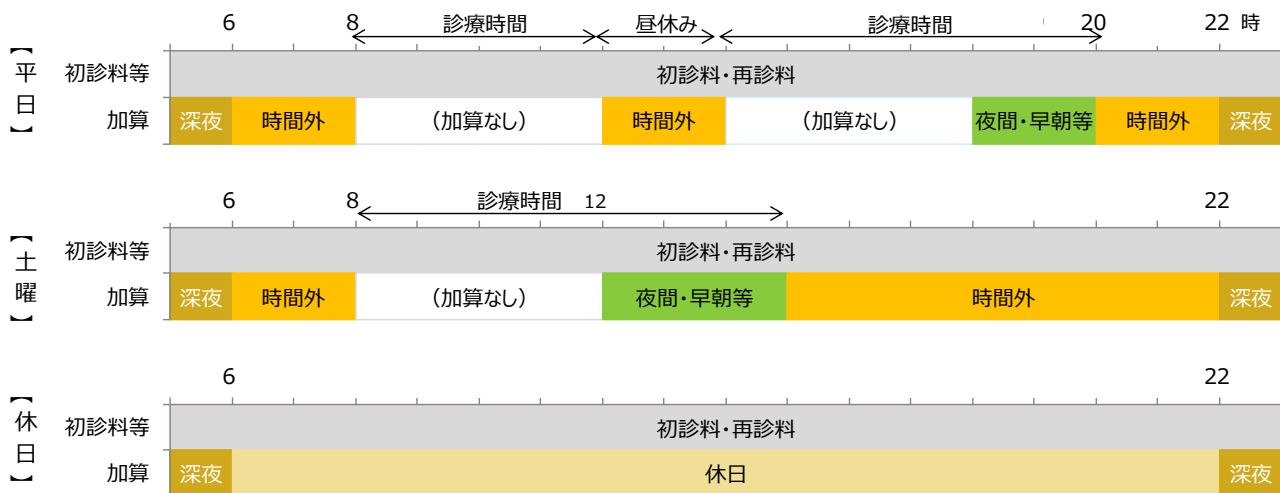 6 8 診療時間 昼休み 診療時間 20 22 時
【平日】
初診料等 初診料・再診料
加算 深夜 時間外 (加算なし) 時間外 (加算なし) 夜間・早朝等 時間外 深夜
6 8 診療時間 12 22
【土曜】
初診料等 初診料・再診料
加算 深夜 時間外 (加算なし) 夜間・早朝等 時間外 深夜
6 22
【休日】
初診料等 初診料・再診料
加算 深夜 休日 深夜